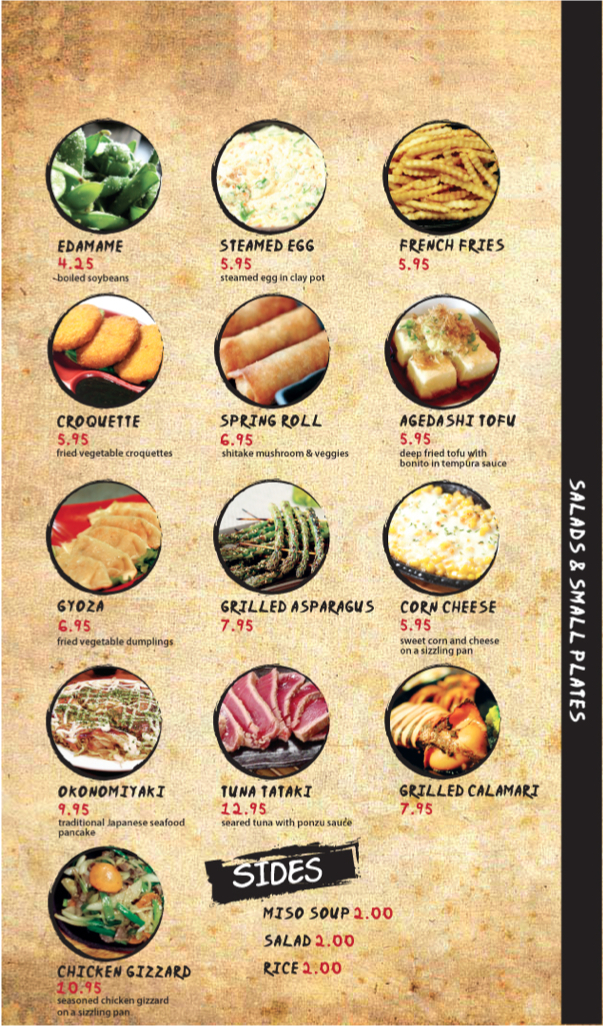 EDAMAME
4.25
boiled soybeans
STEAMED EGG
5.95
steamed egg in clay pot
FRENCH FRIES
5.95
CROQUETTE
5.95
fried vegetable croquettes
SPRING ROLL
6.95
shitake mushroom & veggies
AGEDASHI TOFU
5.95
deep fried tofu with
bonito in tempura sauce
GYOZA
6.95
fried vegetable dumplings
GRILLED ASPARAGUS
7.95
CORN CHEESE
5.95
sweet corn and cheese
on a sizzling pan
OKONOMIYAKI
9.95
traditional Japanese seafood
pancake
TUNA TATAKI
12.95
seared tuna with ponzu sauce
GRILLED CALAMARI
7.95
CHICKEN GIZZARD
10.95
seasoned chicken gizzard
on a sizzling pan
SIDES
MISO SOUP 2.00
SALAD 2.00
RICE 2.00
SALADS & SMALL PLATES